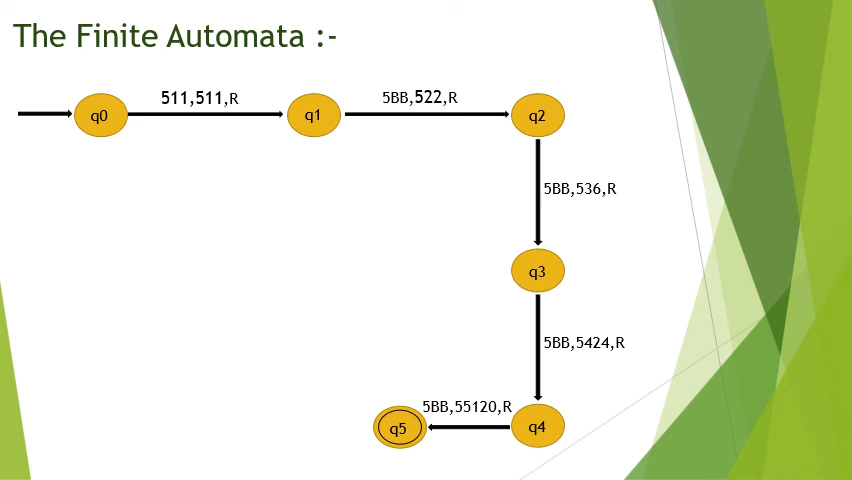 The Finite Automata :-
511,511,R
5BB,522,R
q0
q1
q2
5BB,536,R
q3
5BB,5424,R
5BB,55120,R
q5
q4